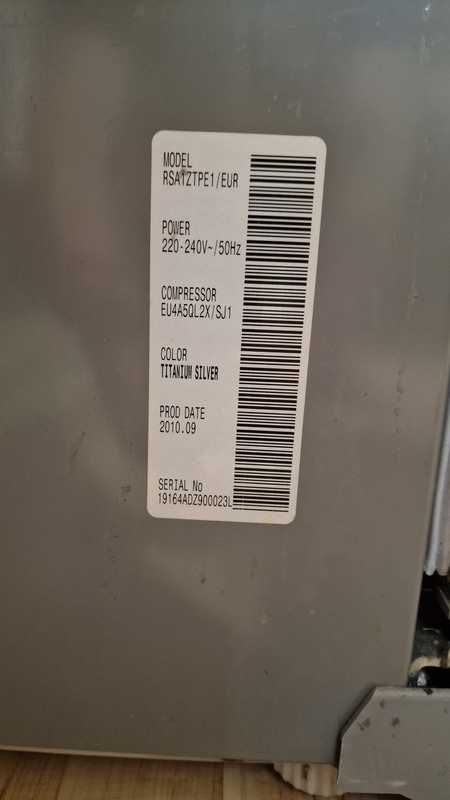 MODEL
RSA1ZTPE1/EUR
POWER
220-240V~/50Hz
COMPRESSOR
EU4A5QL2X/SJ1
COLOR
TITANIUM SILVER
PROD DATE
2010.09
SERIAL No
19164ADZ900023L